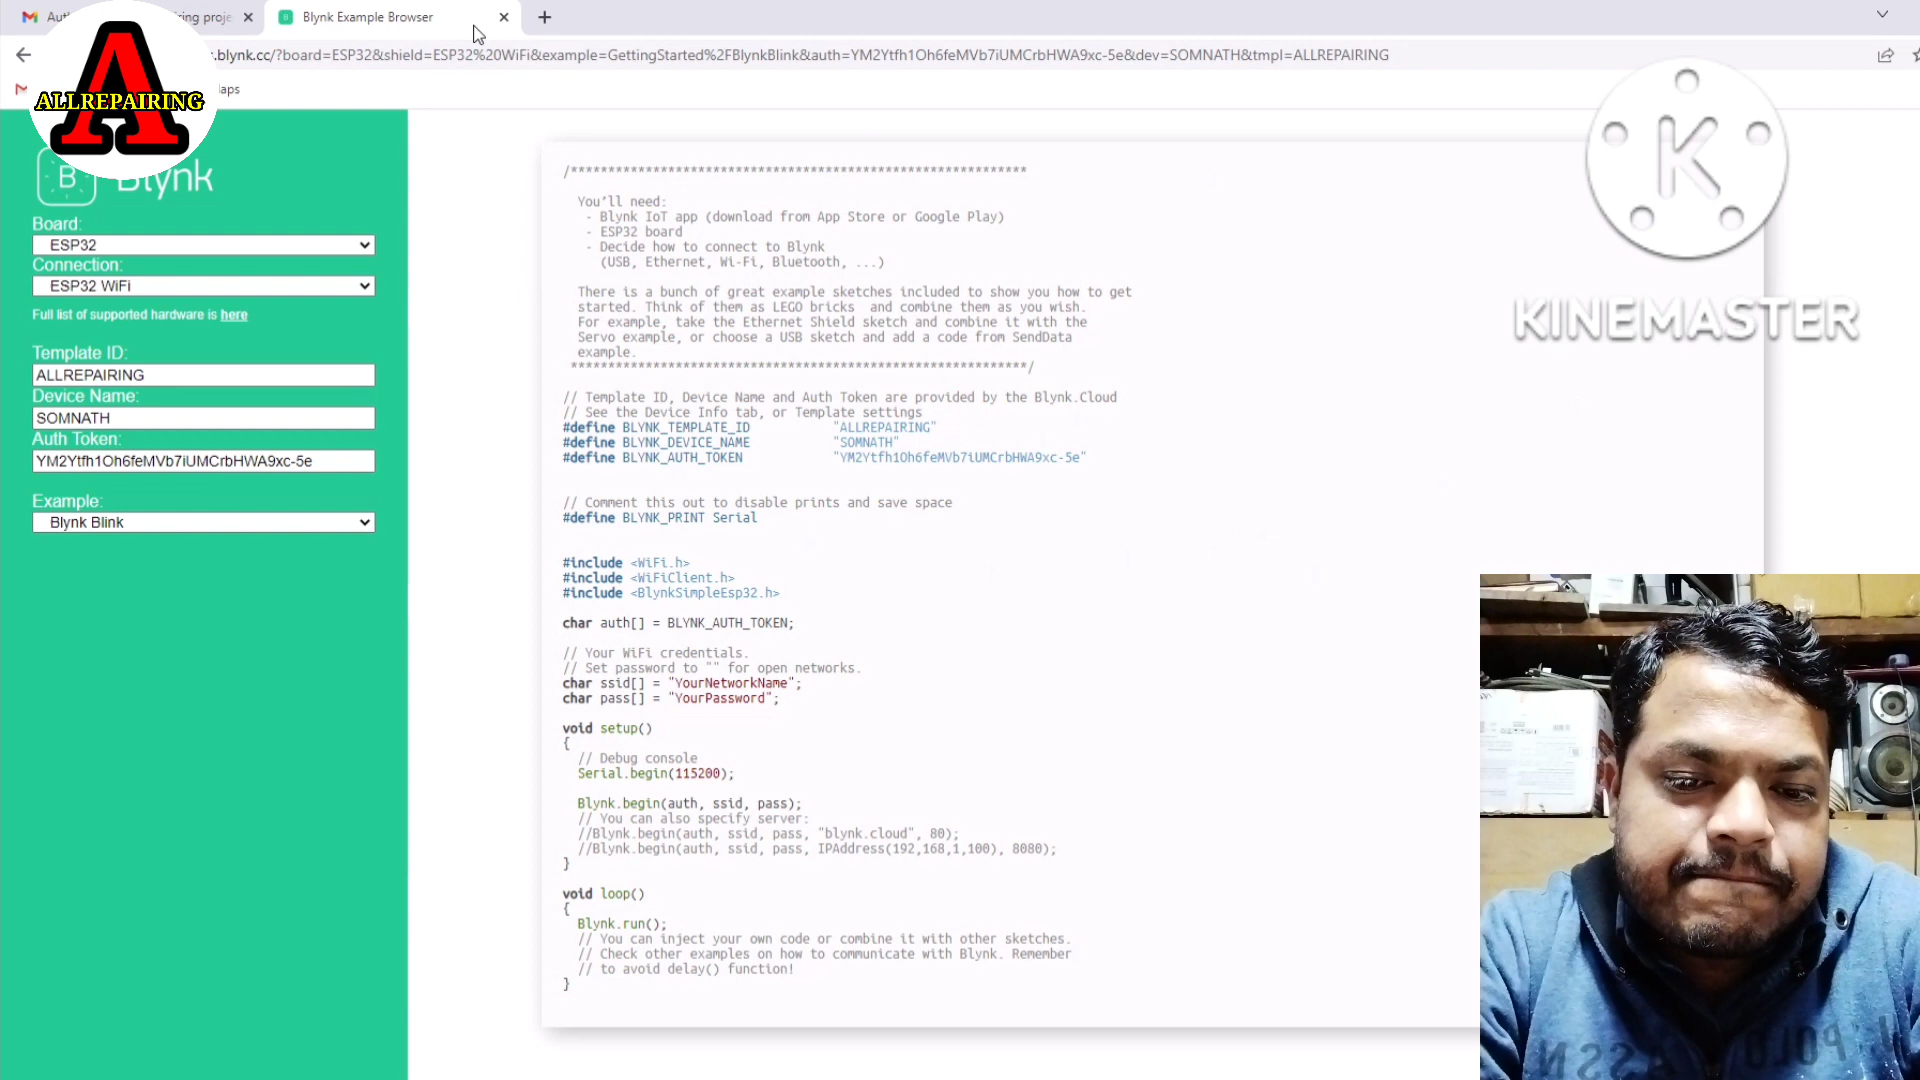 Aut
iring proje
Blynk Example Browser
.blynk.cc/?board=ESP32&shield=ESP32%20WiFi&example=GettingStarted%2FBlynkBlink&auth=YM2Ytfh1Oh6feMVb7iUMCrbHWA9xc-5e&dev=SOMNATH&tmpl=ALLREPAIRING
aps
ALLREPAIRING
A
B Blynk
Board:
ESP32
Connection:
ESP32 WiFi
Full list of supported hardware is here
Template ID:
ALLREPAIRING
Device Name:
SOMNATH
Auth Token:
YM2Ytfh1Oh6feMVb7iUMCrbHWA9xc-5e
Example:
Blynk Blink
/*************************************************************
You'll need:
- Blynk IoT app (download from App Store or Google Play)
- ESP32 board
- Decide how to connect to Blynk
(USB, Ethernet, Wi-Fi, Bluetooth, ...)
There is a bunch of great example sketches included to show you how to get
started. Think of them as LEGO bricks  and combine them as you wish.
For example, take the Ethernet Shield sketch and combine it with the
Servo example, or choose a USB sketch and add a code from SendData
example.
*************************************************************/
// Template ID, Device Name and Auth Token are provided by the Blynk.Cloud
// See the Device Info tab, or Template settings
#define BLYNK_TEMPLATE_ID "ALLREPAIRING"
#define BLYNK_DEVICE_NAME "SOMNATH"
#define BLYNK_AUTH_TOKEN "YM2Ytfh1Oh6feMVb7iUMCrbHWA9xc-5e"
// Comment this out to disable prints and save space
#define BLYNK_PRINT Serial
#include <WiFi.h>
#include <WiFiClient.h>
#include <BlynkSimpleEsp32.h>
char auth[] = BLYNK_AUTH_TOKEN;
// Your WiFi credentials.
// Set password to "" for open networks.
char ssid[] = "YourNetworkName";
char pass[] = "YourPassword";
void setup()
{
// Debug console
Serial.begin(115200);
Blynk.begin(auth, ssid, pass);
// You can also specify server:
//Blynk.begin(auth, ssid, pass, "blynk.cloud", 80);
//Blynk.begin(auth, ssid, pass, IPAddress(192,168,1,100), 8080);
}
void loop()
{
Blynk.run();
// You can inject your own code or combine it with other sketches.
// Check other examples on how to communicate with Blynk. Remember
// to avoid delay() function!
}
K
KINEMASTER